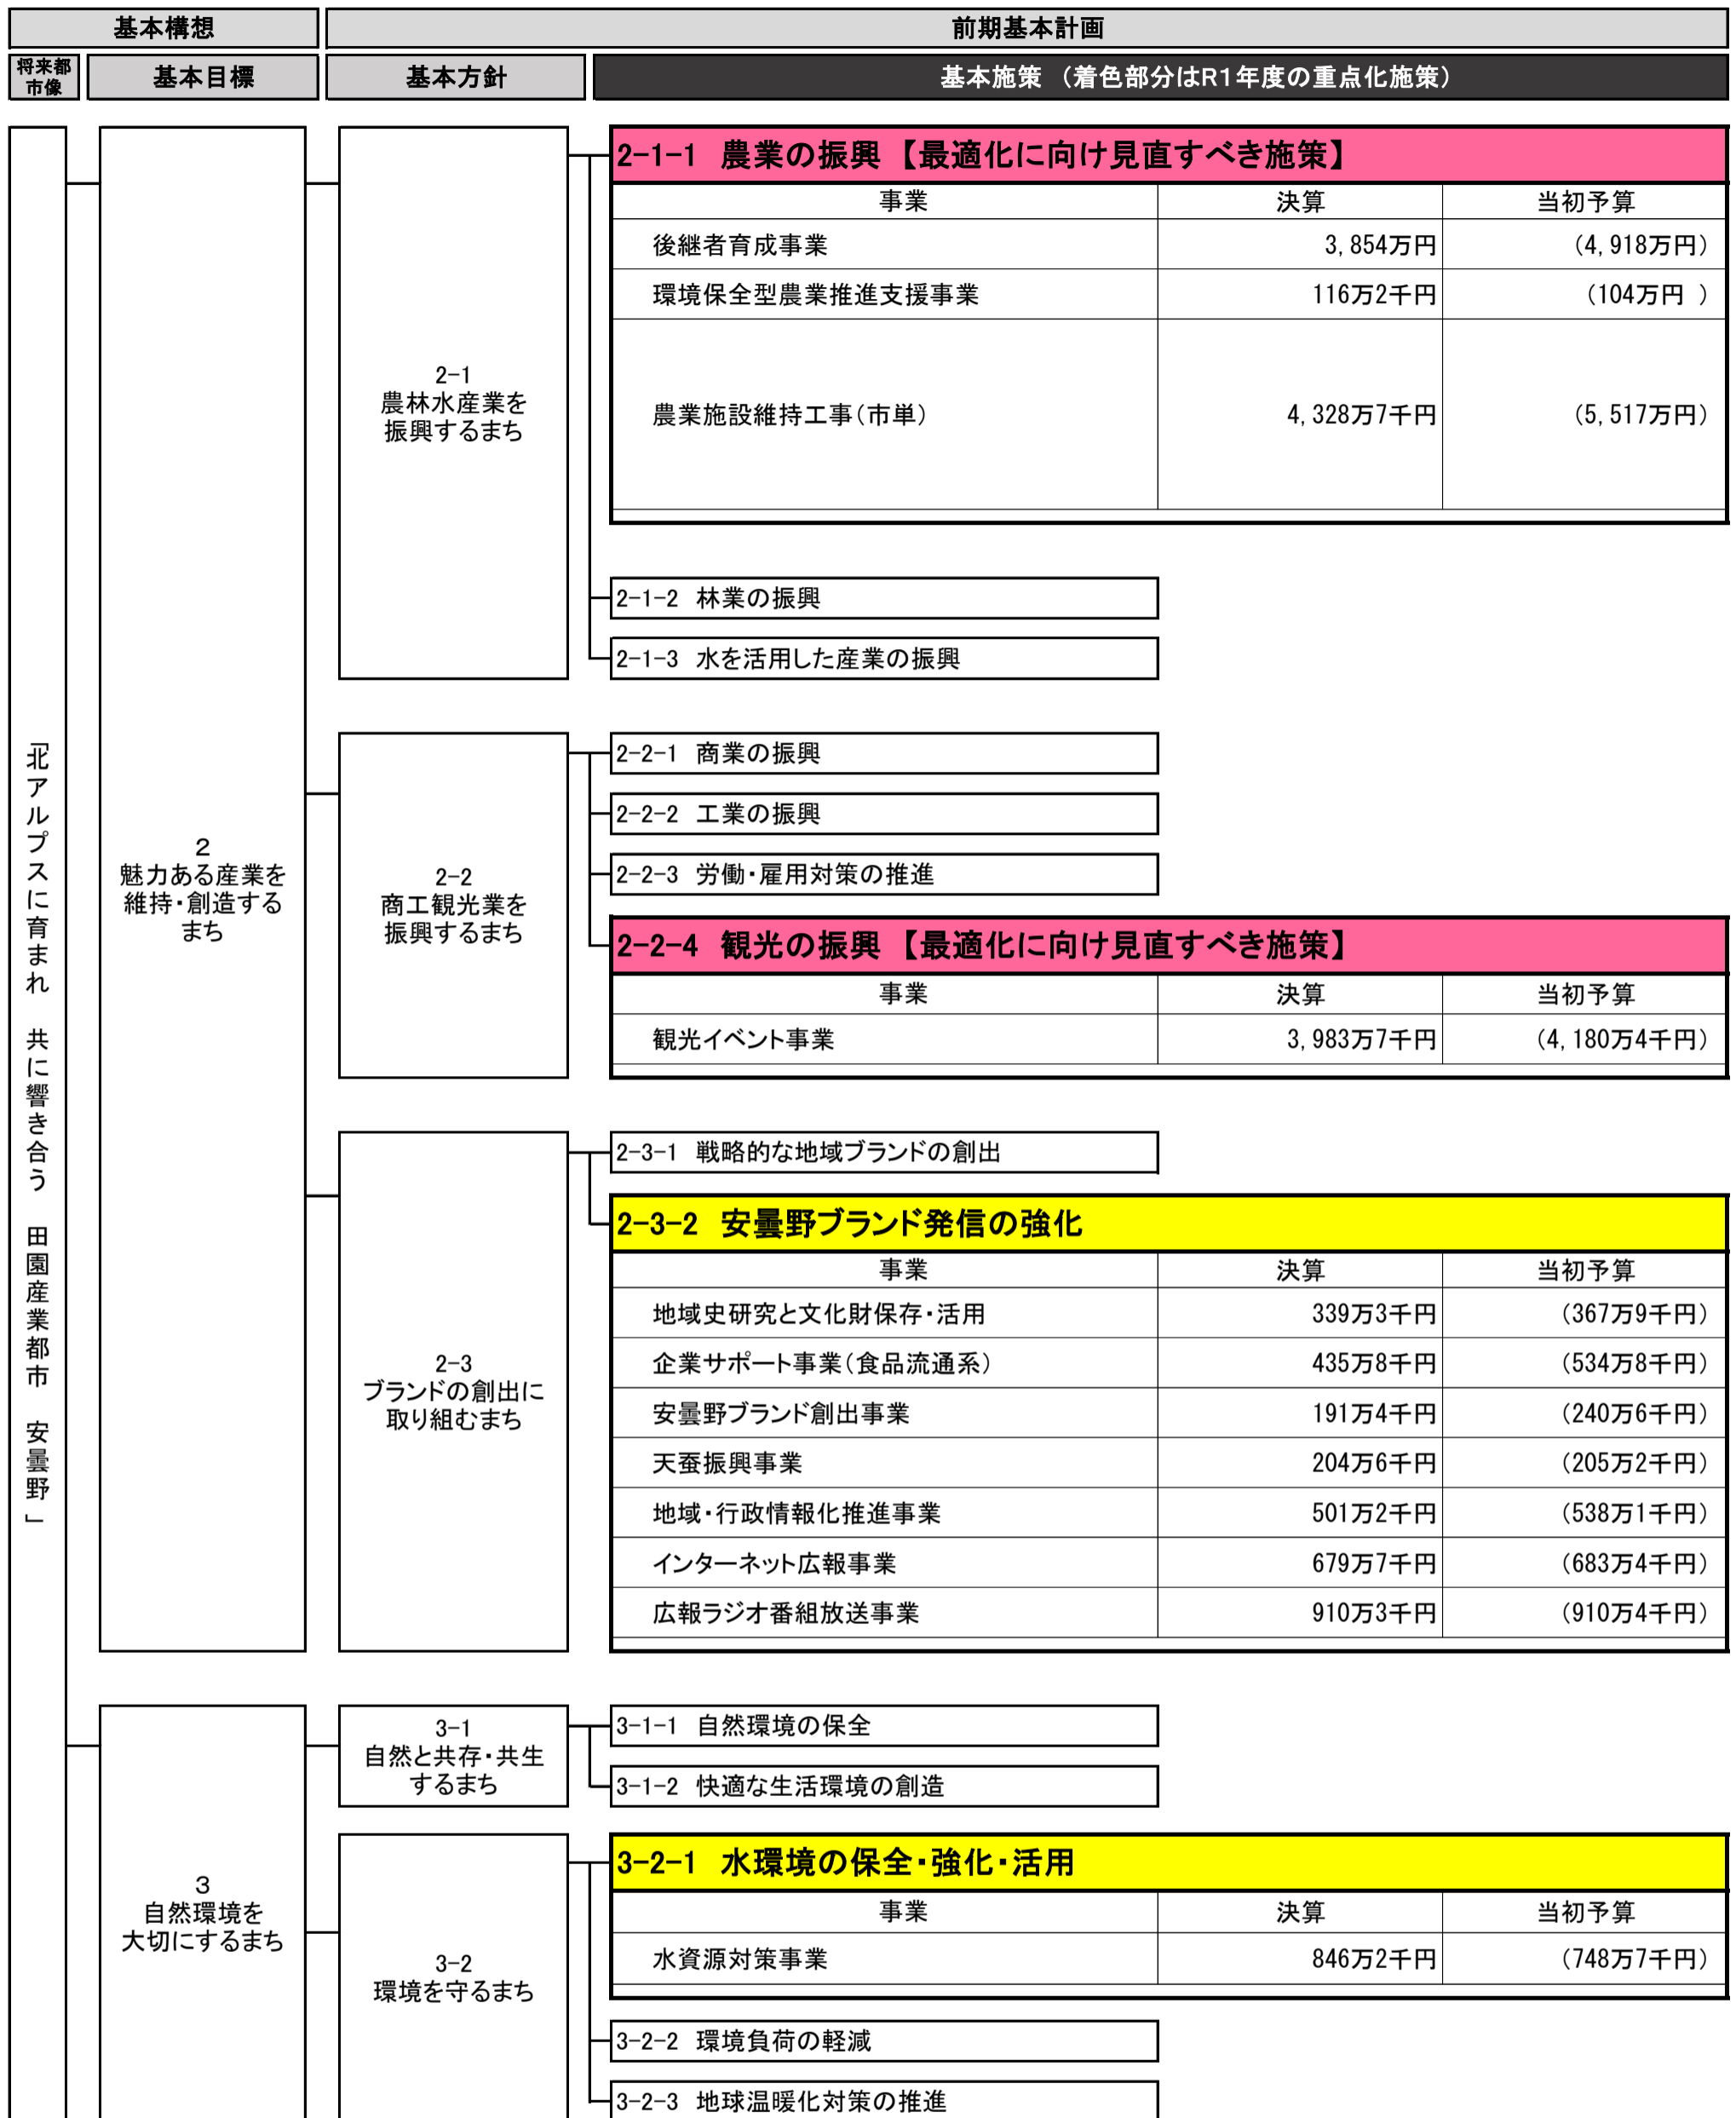 基本構想
前期基本計画
将来都
市像
基本目標
基本方針
基本施策 （着色部分はR1年度の重点化施策）
「北アルプスに育まれ 共に響き合う 田園産業都市 安曇野」
2
魅力ある産業を
維持・創造する
まち
2-1
農林水産業を
振興するまち
2-1-1 農業の振興 【最適化に向け見直すべき施策】
事業 決算 当初予算
後継者育成事業 3,854万円 （4,918万円）
環境保全型農業推進支援事業 116万2千円 （104万円 ）
農業施設維持工事（市単） 4,328万7千円 （5,517万円）
2-1-2 林業の振興
2-1-3 水を活用した産業の振興
2-2
商工観光業を
振興するまち
2-2-1 商業の振興
2-2-2 工業の振興
2-2-3 労働・雇用対策の推進
2-2-4 観光の振興 【最適化に向け見直すべき施策】
事業 決算 当初予算
観光イベント事業 3,983万7千円 （4,180万4千円）
2-3
ブランドの創出に
取り組むまち
2-3-1 戦略的な地域ブランドの創出
2-3-2 安曇野ブランド発信の強化
事業 決算 当初予算
地域史研究と文化財保存・活用 339万3千円 （367万9千円）
企業サポート事業（食品流通系） 435万8千円 （534万8千円）
安曇野ブランド創出事業 191万4千円 （240万6千円）
天蚕振興事業 204万6千円 （205万2千円）
地域・行政情報化推進事業 501万2千円 （538万1千円）
インターネット広報事業 679万7千円 （683万4千円）
広報ラジオ番組放送事業 910万3千円 （910万4千円）
3
自然環境を
大切にするまち
3-1
自然と共存・共生
するまち
3-1-1 自然環境の保全
3-1-2 快適な生活環境の創造
3-2
環境を守るまち
3-2-1 水環境の保全・強化・活用
事業 決算 当初予算
水資源対策事業 846万2千円 （748万7千円）
3-2-2 環境負荷の軽減
3-2-3 地球温暖化対策の推進